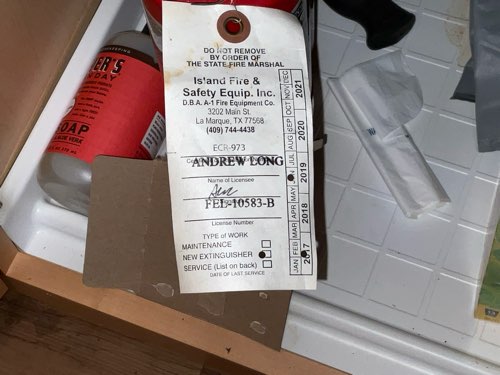 DO NOT REMOVE
BY ORDER OF
THE STATE FIRE MARSHAL
Island Fire &
Safety Equip. Inc.
D.B.A. A-1 Fire Equipment Co.
3202 Main St.
La Marque, TX 77568
(409) 744-4438
ECR-973
ANDREW LONG
Name of Licensee
FEL-10583-B
License Number
TYPE OF WORK
MAINTENANCE
NEW EXTINGUISHER
SERVICE (List on back)
DATE OF LAST SERVICE
JAN FEB MAR APR MAY JUL AUG SEP OCT NOV DEC
2018 2019 2020 2021
SOAP